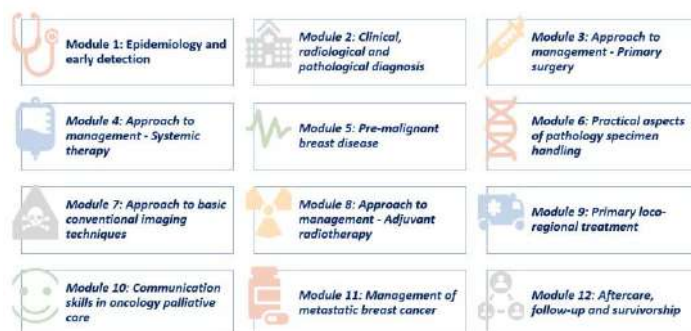 Module 1: Epidemiology and
early detection
Module 2: Clinical,
radiological and
pathological diagnosis
Module 3: Approach to
management - Primary
surgery
Module 4: Approach to
management - Systemic
therapy
Module 5: Pre-malignant
breast disease
Module 6: Practical aspects
of pathology specimen
handling
Module 7: Approach to basic
conventional imaging
techniques
Module 8: Approach to
management - Adjuvant
radiotherapy
Module 9: Primary loco-
regional treatment
Module 10: Communication
skills in oncology palliative
care
Module 11: Management of
metastatic breast cancer
Module 12: Aftercare,
follow-up and survivorship